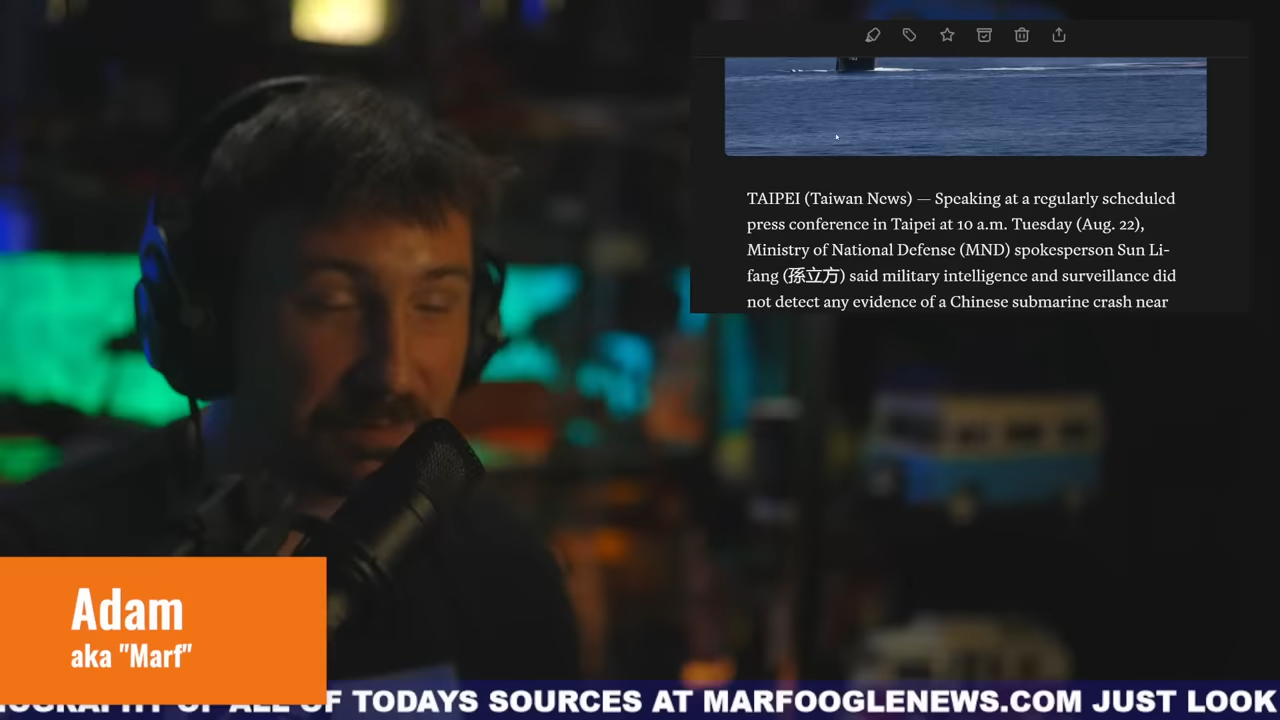 TAIPEI (Taiwan News) — Speaking at a regularly scheduled
press conference in Taipei at 10 a.m. Tuesday (Aug. 22),
Ministry of National Defense (MND) spokesperson Sun Li-
fang (孫立方) said military intelligence and surveillance did
not detect any evidence of a Chinese submarine crash near
Adam
aka "Marf"
OF TODAYS SOURCES AT MARFOOGLENEWS.COM JUST LOOK